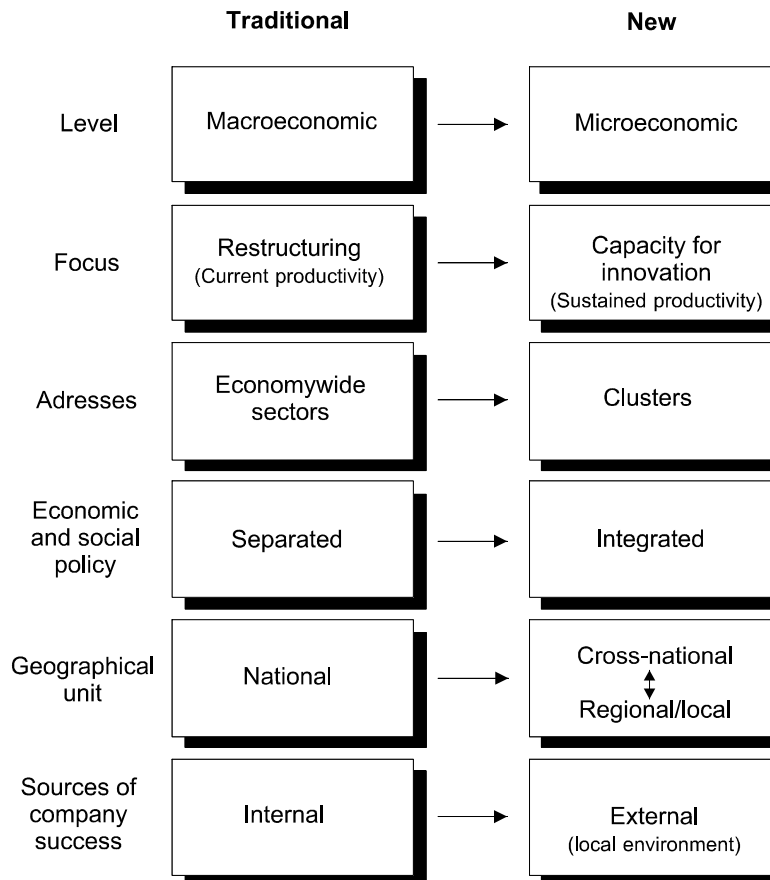 Traditional
New
Level
Macroeconomic
Microeconomic
Focus
Restructuring
(Current productivity)
Capacity for
innovation
(Sustained productivity)
Adresses
Economywide
sectors
Clusters
Economic
and social
policy
Separated
Integrated
Geographical
unit
National
Cross-national
Regional/local
Sources of
company
success
Internal
External
(local environment)